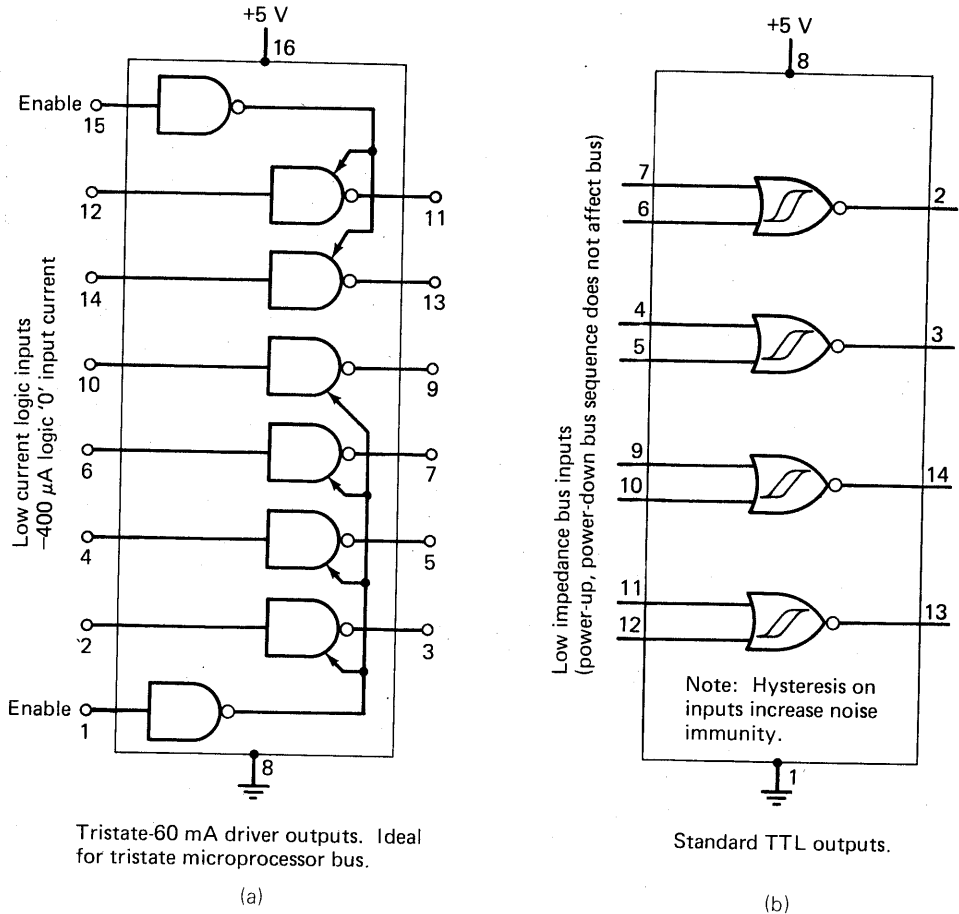 +5 V
16
Enable
15
12
11
14
13
10
9
6
7
4
5
2
3
Enable
1
8
Low current logic inputs
−400 μA logic '0' input current
Tristate-60 mA driver outputs. Ideal
for tristate microprocessor bus.
(a)
+5 V
8
7
6
2
4
5
3
9
10
14
11
12
13
Low impedance bus inputs
(power-up, power-down bus sequence does not affect bus)
Note: Hysteresis on
inputs increase noise
immunity.
1
Standard TTL outputs.
(b)